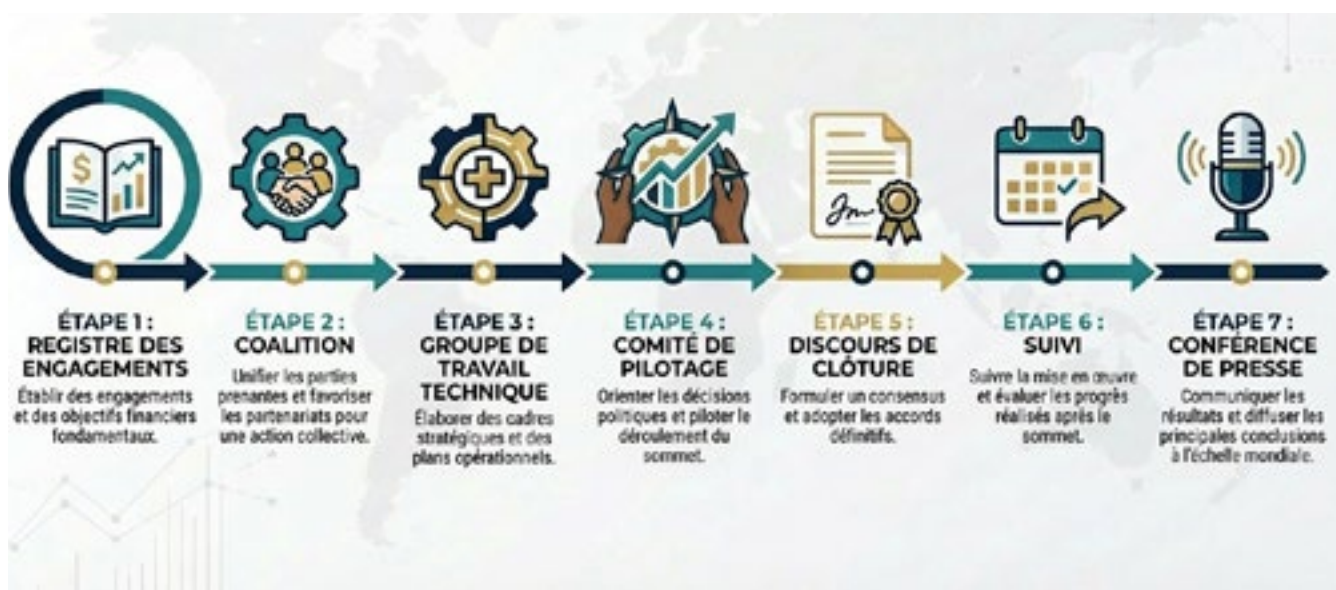 ÉTAPE 1 :
REGISTRE DES
ENGAGEMENTS
Établir des engagements
et des objectifs financiers
fondamentaux.
ÉTAPE 2 :
COALITION
Unifier les parties
prenantes et favoriser
les partenariats pour
une action collective.
ÉTAPE 3 :
GROUPE DE
TRAVAIL
TECHNIQUE
Élaborer des cadres
stratégiques et des
plans opérationnels.
ÉTAPE 4 :
COMITÉ DE
PILOTAGE
Orienter les décisions
politiques et piloter le
déroulement du
sommet.
ÉTAPE 5 :
DISCOURS DE
CLÔTURE
Formuler un consensus
et adopter les accords
définitifs.
ÉTAPE 6 :
SUIVI
Suivre la mise en œuvre
et évaluer les progrès
réalisés après le
sommet.
ÉTAPE 7 :
CONFÉRENCE
DE PRESSE
Communiquer les
résultats et diffuser les
principales conclusions
à l'échelle mondiale.